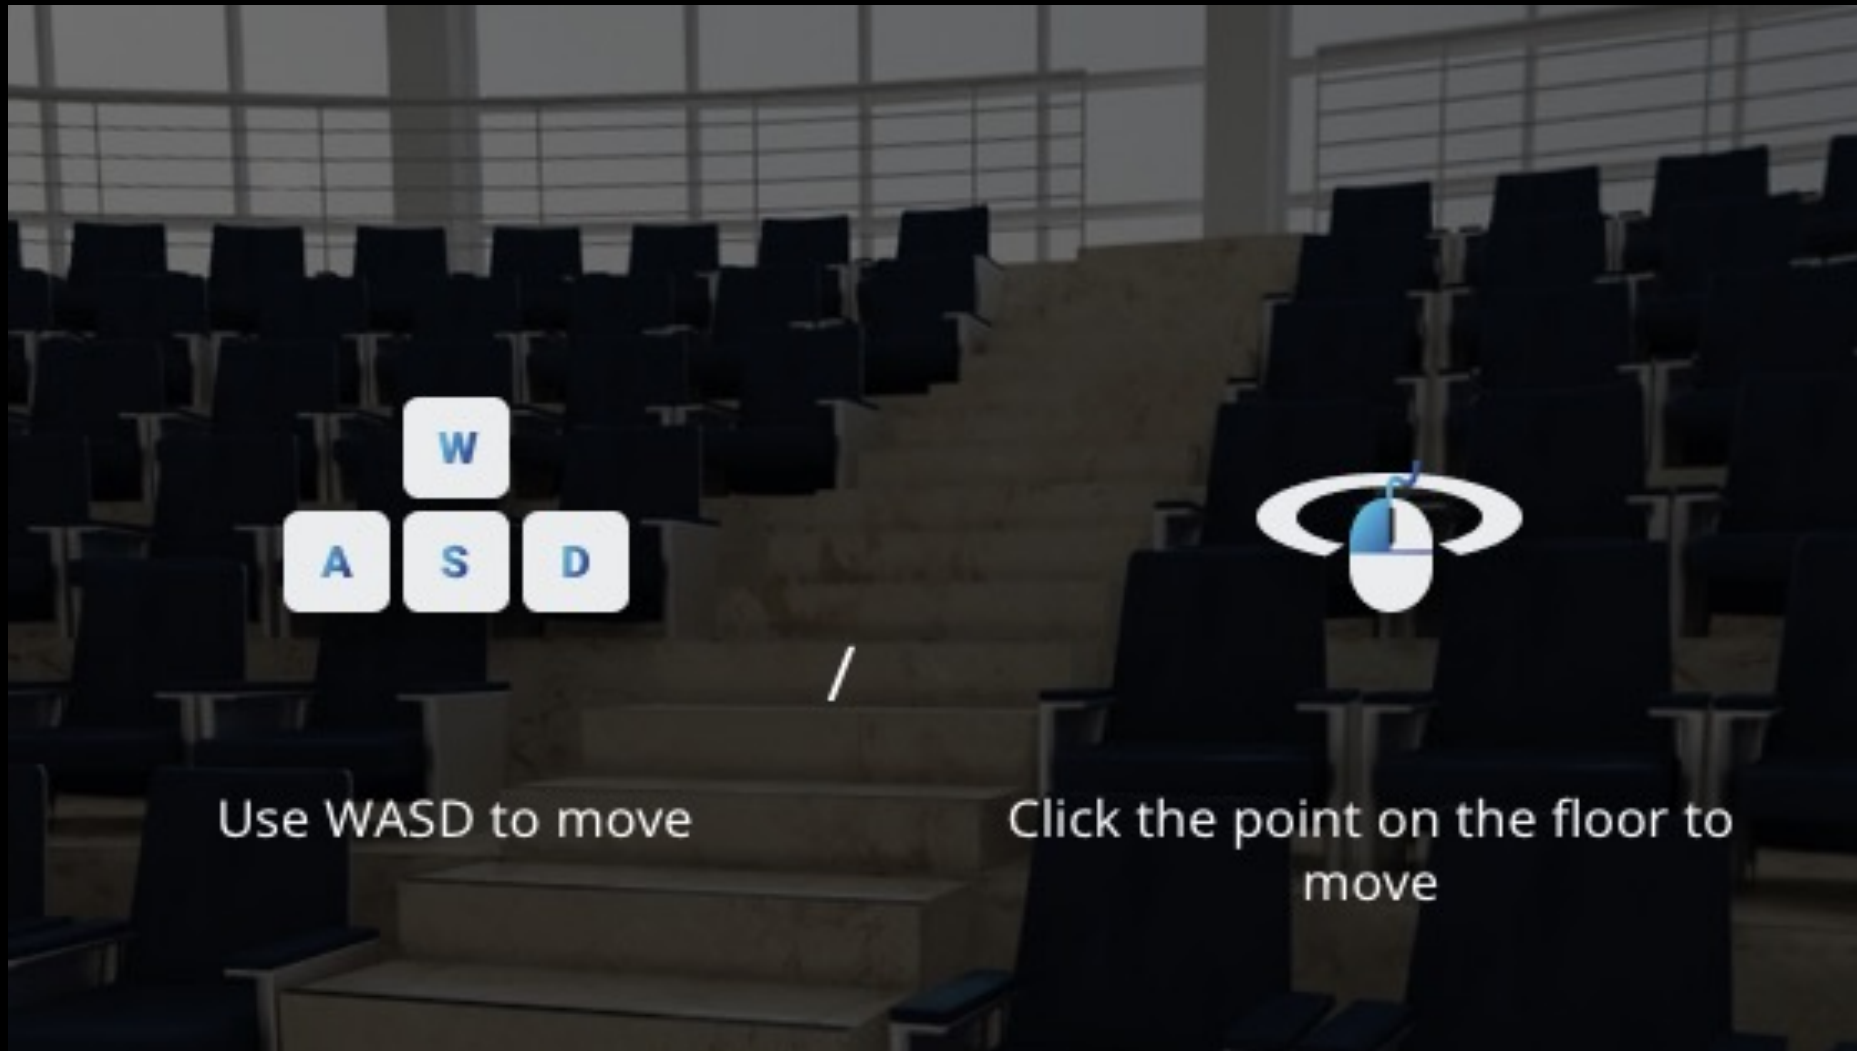 W
A S D
/
Use WASD to move
Click the point on the floor to
move